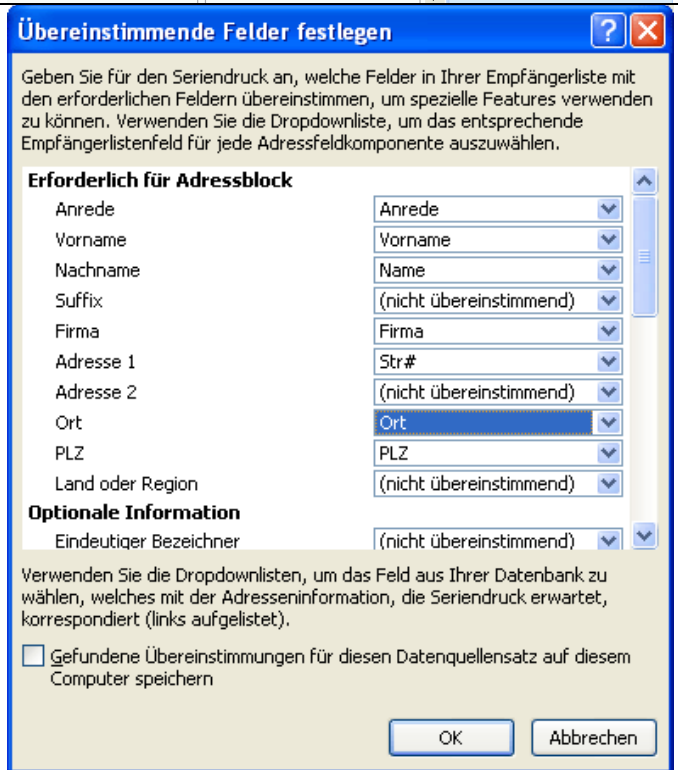 Übereinstimmende Felder festlegen
Geben Sie für den Seriendruck an, welche Felder in Ihrer Empfängerliste mit
den erforderlichen Feldern übereinstimmen, um spezielle Features verwenden
zu können. Verwenden Sie die Dropdownliste, um das entsprechende
Empfängerlistenfeld für jede Adressfeldkomponente auszuwählen.
Erforderlich für Adressblock
Anrede Anrede
Vorname Vorname
Nachname Name
Suffix (nicht übereinstimmend)
Firma Firma
Adresse 1 Str#
Adresse 2 (nicht übereinstimmend)
Ort Ort
PLZ PLZ
Land oder Region (nicht übereinstimmend)
Optionale Information
Eindeutiger Bezeichner (nicht übereinstimmend)
Verwenden Sie die Dropdownlisten, um das Feld aus Ihrer Datenbank zu
wählen, welches mit der Adresseninformation, die Seriendruck erwartet,
korrespondiert (links aufgelistet).
Gefundene Übereinstimmungen für diesen Datenquellensatz auf diesem
Computer speichern
OK Abbrechen